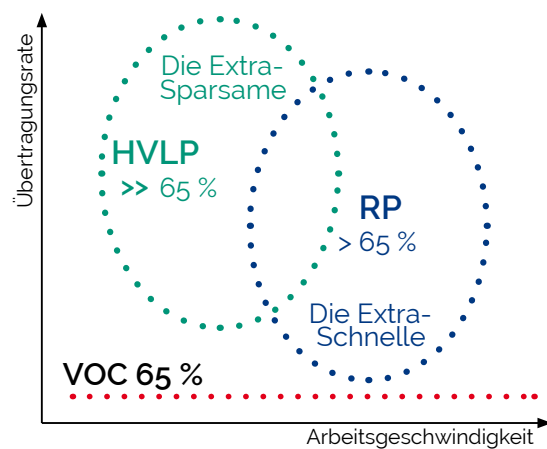 Übertragungsrate
Die Extra-
Sparsame
HVLP
>> 65 %
RP
> 65 %
Die Extra-
Schnelle
VOC 65 %
Arbeitsgeschwindigkeit